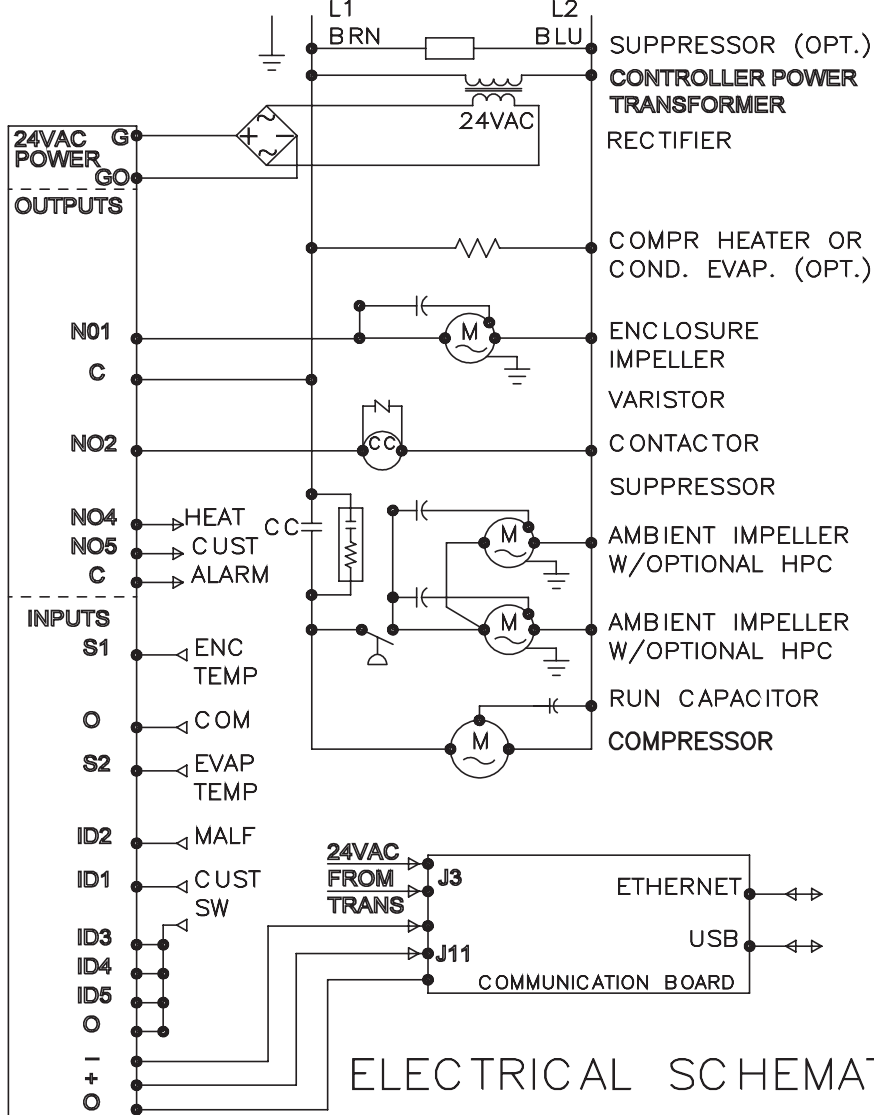 L1
L2
BRN
BLU
SUPPRESSOR (OPT.)
CONTROLLER POWER
TRANSFORMER
24VAC
RECTIFIER
24VAC
POWER
G
GO
+
-
OUTPUTS
COMPR HEATER OR
COND. EVAP. (OPT.)
N01
M
ENCLOSURE
IMPELLER
C
VARISTOR
NO2
CC
CONTACTOR
SUPPRESSOR
NO4
HEAT
CC
NO5
CUST
ALARM
C
M
AMBIENT IMPELLER
W/OPTIONAL HPC
INPUTS
M
AMBIENT IMPELLER
W/OPTIONAL HPC
S1
ENC
TEMP
RUN CAPACITOR
O
COM
M
COMPRESSOR
S2
EVAP
TEMP
ID2
MALF
ID1
CUST
SW
ID3
ID4
ID5
O
-
+
O
24VAC
FROM
TRANS
J3
J11
ETHERNET
USB
COMMUNICATION BOARD
ELECTRICAL SCHEMAT